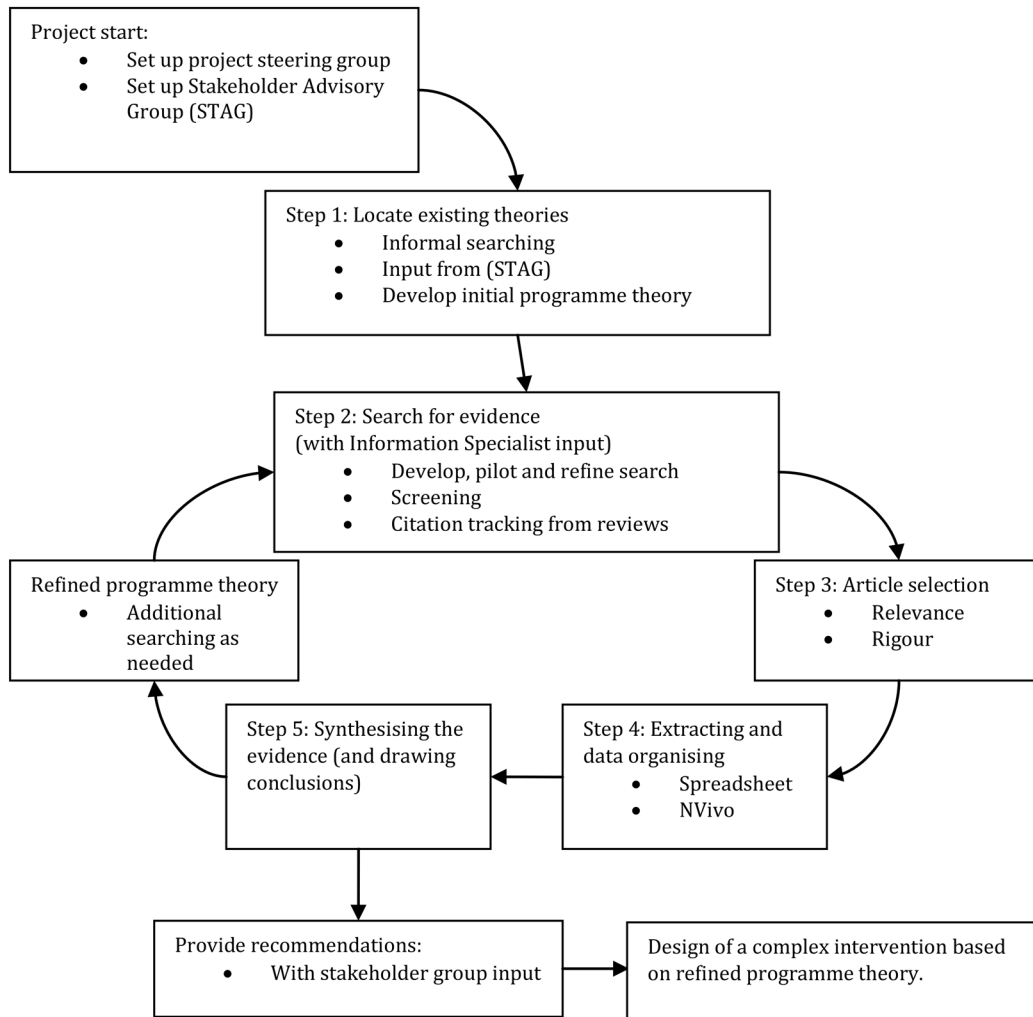 Project start:
• Set up project steering group
• Set up Stakeholder Advisory
Group (STAG)
Step 1: Locate existing theories
• Informal searching
• Input from (STAG)
• Develop initial programme theory
Step 2: Search for evidence
(with Information Specialist input)
• Develop, pilot and refine search
• Screening
• Citation tracking from reviews
Refined programme theory
• Additional
searching as
needed
Step 3: Article selection
• Relevance
• Rigour
Step 5: Synthesising the
evidence (and drawing
conclusions)
Step 4: Extracting and
data organising
• Spreadsheet
• NVivo
Provide recommendations:
• With stakeholder group input
Design of a complex intervention based
on refined programme theory.